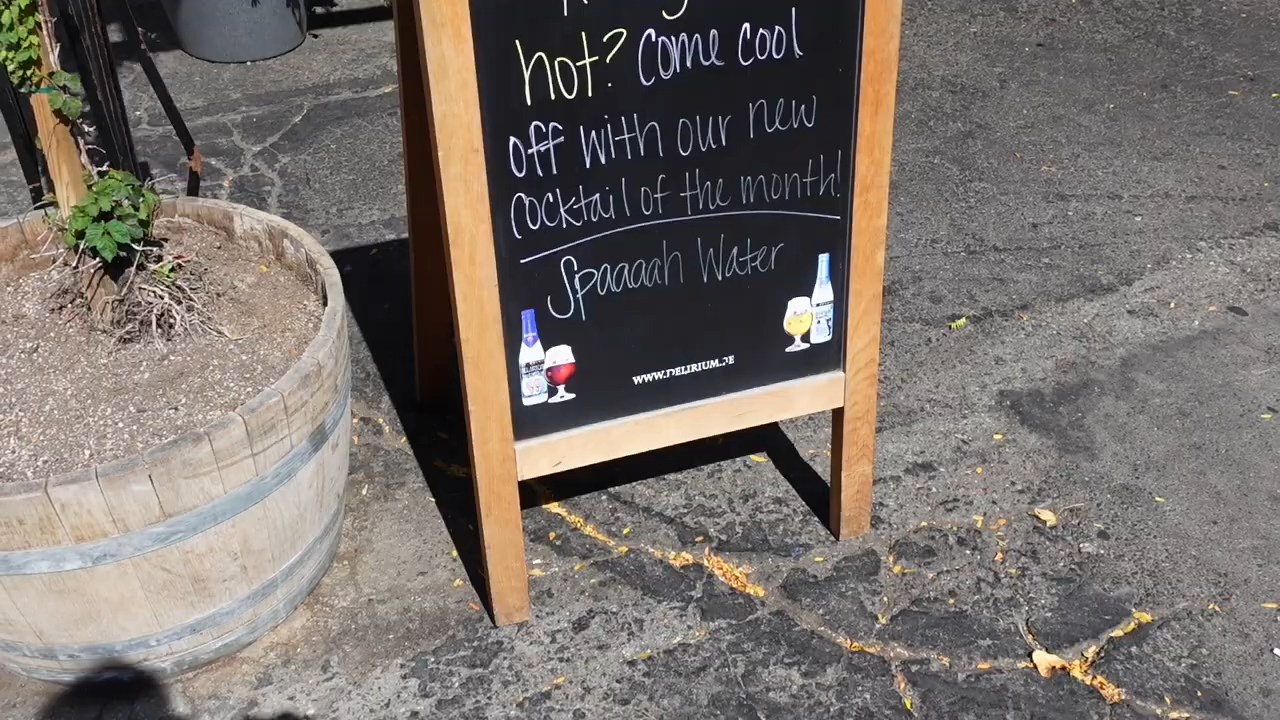 hot? Come cool
off with our new
cocktail of the month!
Spaaaah Water
WWW.DELIRIUM.BE